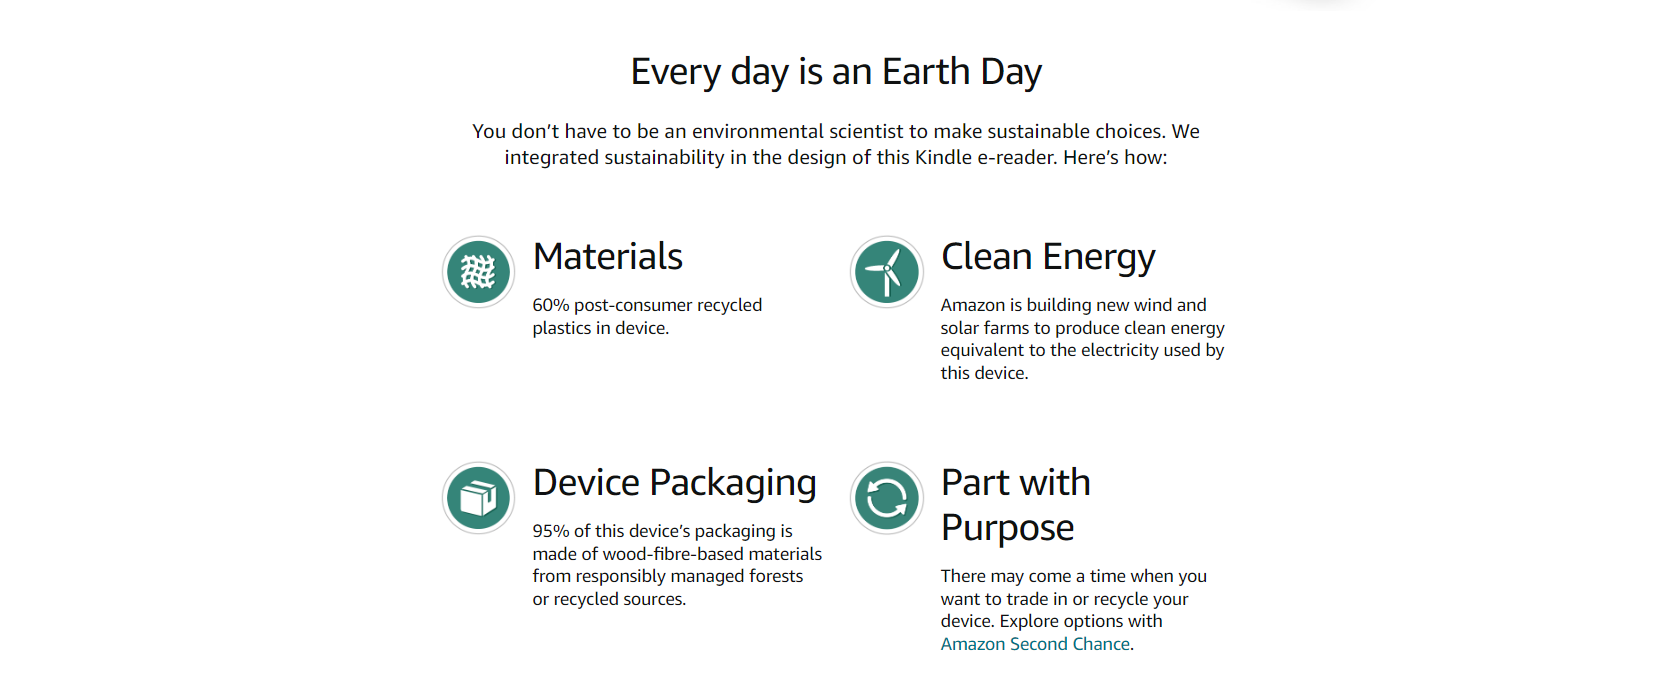 Every day is an Earth Day
You don’t have to be an environmental scientist to make sustainable choices. We
integrated sustainability in the design of this Kindle e-reader. Here’s how:
Materials
60% post-consumer recycled
plastics in device.
Clean Energy
Amazon is building new wind and
solar farms to produce clean energy
equivalent to the electricity used by
this device.
Device Packaging
95% of this device’s packaging is
made of wood-fibre-based materials
from responsibly managed forests
or recycled sources.
Part with
Purpose
There may come a time when you
want to trade in or recycle your
device. Explore options with
Amazon Second Chance.